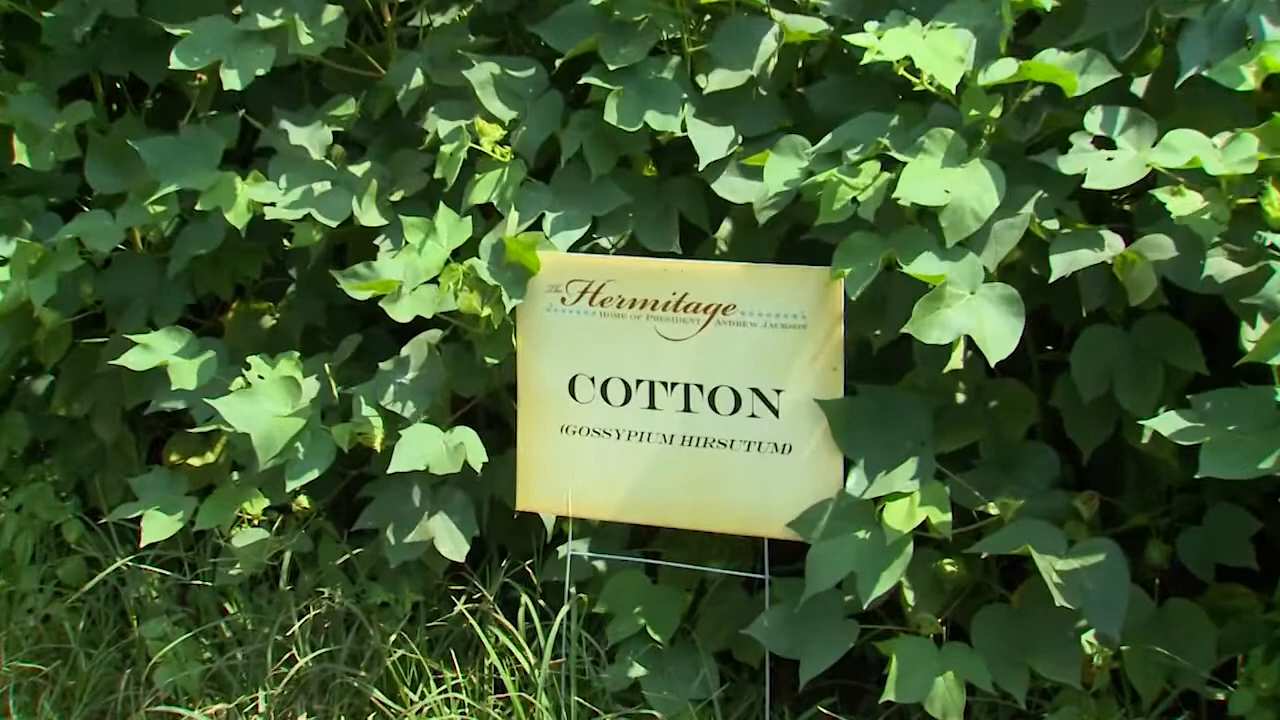 The Hermitage
HOME OF PRESIDENT ANDREW JACKSON
COTTON
(GOSSYPIUM HIRSUTUM)